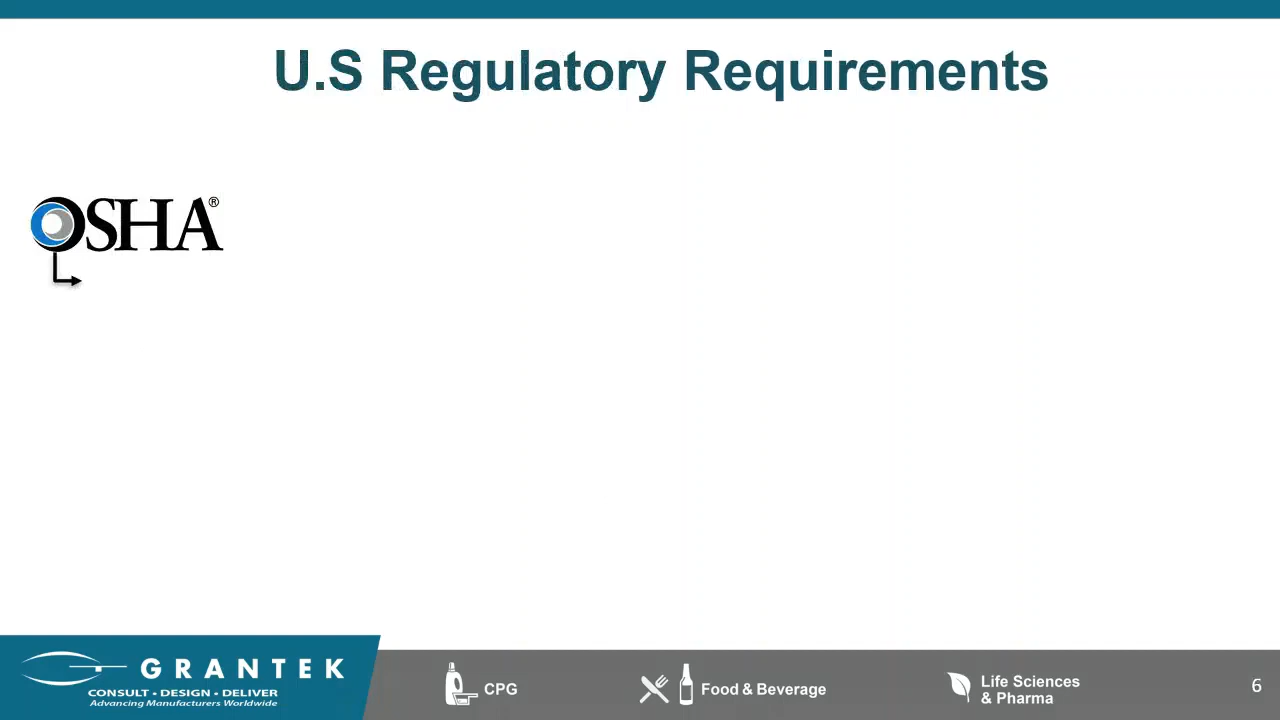 U.S Regulatory Requirements
OSHA®
GRANTEK
CONSULT • DESIGN • DELIVER
Advancing Manufacturers Worldwide
CPG
Food & Beverage
Life Sciences
& Pharma
6